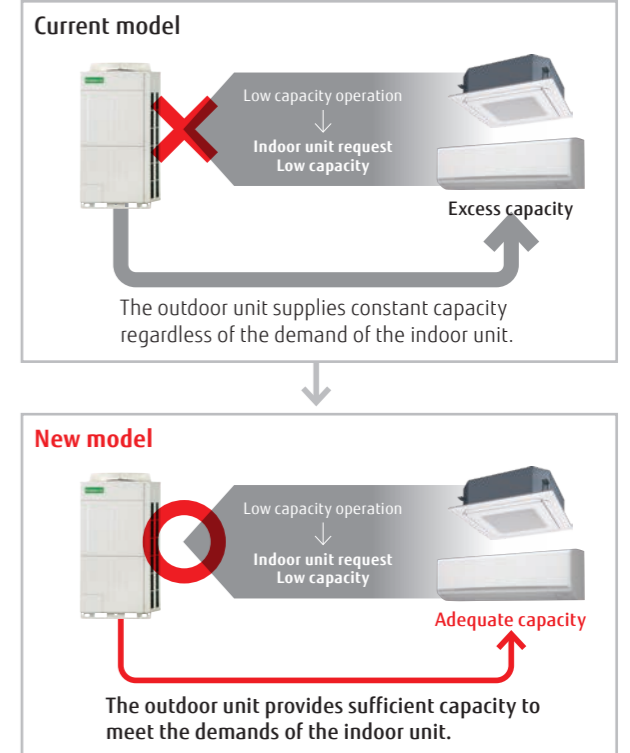 Current model
Low capacity operation
↓
Indoor unit request
Low capacity
Excess capacity
The outdoor unit supplies constant capacity
regardless of the demand of the indoor unit.
New model
Low capacity operation
↓
Indoor unit request
Low capacity
Adequate capacity
The outdoor unit provides sufficient capacity to
meet the demands of the indoor unit.